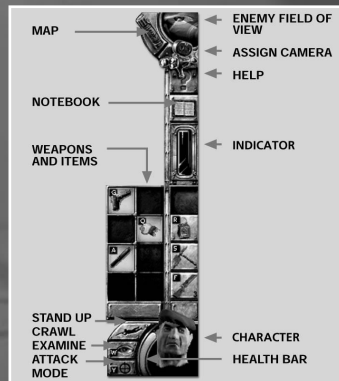 MAP
ENEMY FIELD OF
VIEW
ASSIGN CAMERA
HELP
NOTEBOOK
INDICATOR
WEAPONS
AND ITEMS
G
Q
R
A
S
STAND UP
CRAWL
EXAMINE
ATTACK
MODE
W
Y
CHARACTER
HEALTH BAR